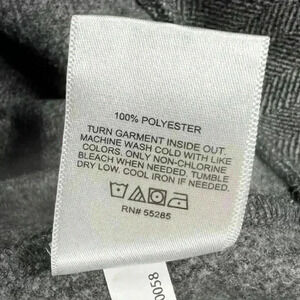 100% POLYESTER
TURN GARMENT INSIDE OUT.
MACHINE WASH COLD WITH LIKE
COLORS. ONLY NON-CHLORINE
BLEACH WHEN NEEDED. TUMBLE
DRY LOW. COOL IRON IF NEEDED.
RN# 55285
0058